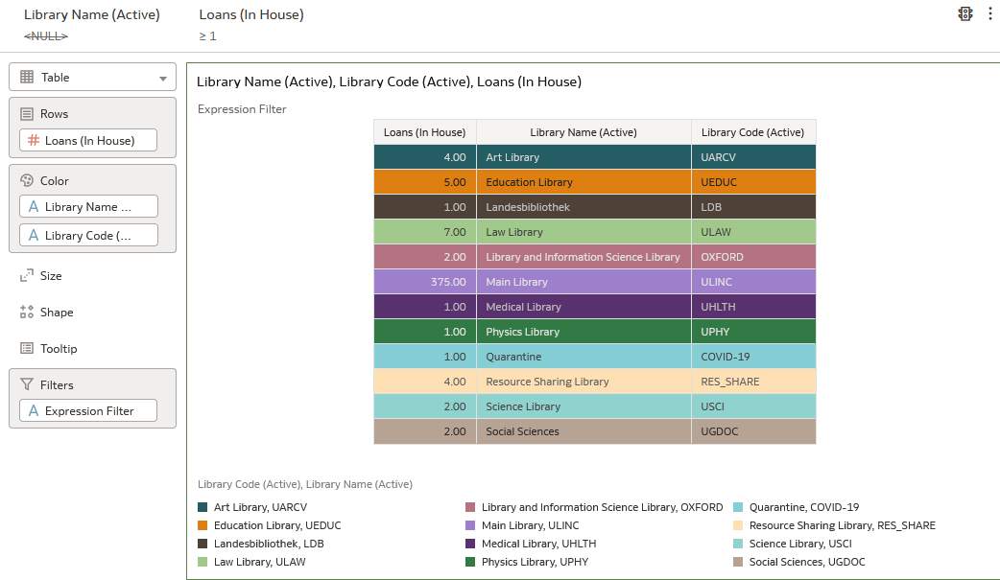 Library Name (Active) Loans (In House)
<NULL> ≥ 1
Table
Rows
# Loans (In House)
Color
A Library Name ...
A Library Code (...
Size
Shape
Tooltip
Filters
A Expression Filter
Library Name (Active), Library Code (Active), Loans (In House)
Expression Filter
Loans (In House) Library Name (Active) Library Code (Active)
4.00 Art Library UARCV
5.00 Education Library UEDUC
1.00 Landesbibliothek LDB
7.00 Law Library ULAW
2.00 Library and Information Science Library OXFORD
375.00 Main Library ULINC
1.00 Medical Library UHLTH
1.00 Physics Library UPHY
1.00 Quarantine COVID-19
4.00 Resource Sharing Library RES_SHARE
2.00 Science Library USCI
2.00 Social Sciences UGDOC
Library Code (Active), Library Name (Active)
Art Library, UARCV Library and Information Science Library, OXFORD Quarantine, COVID-19
Education Library, UEDUC Main Library, ULINC Resource Sharing Library, RES_SHARE
Landesbibliothek, LDB Medical Library, UHLTH Science Library, USCI
Law Library, ULAW Physics Library, UPHY Social Sciences, UGDOC